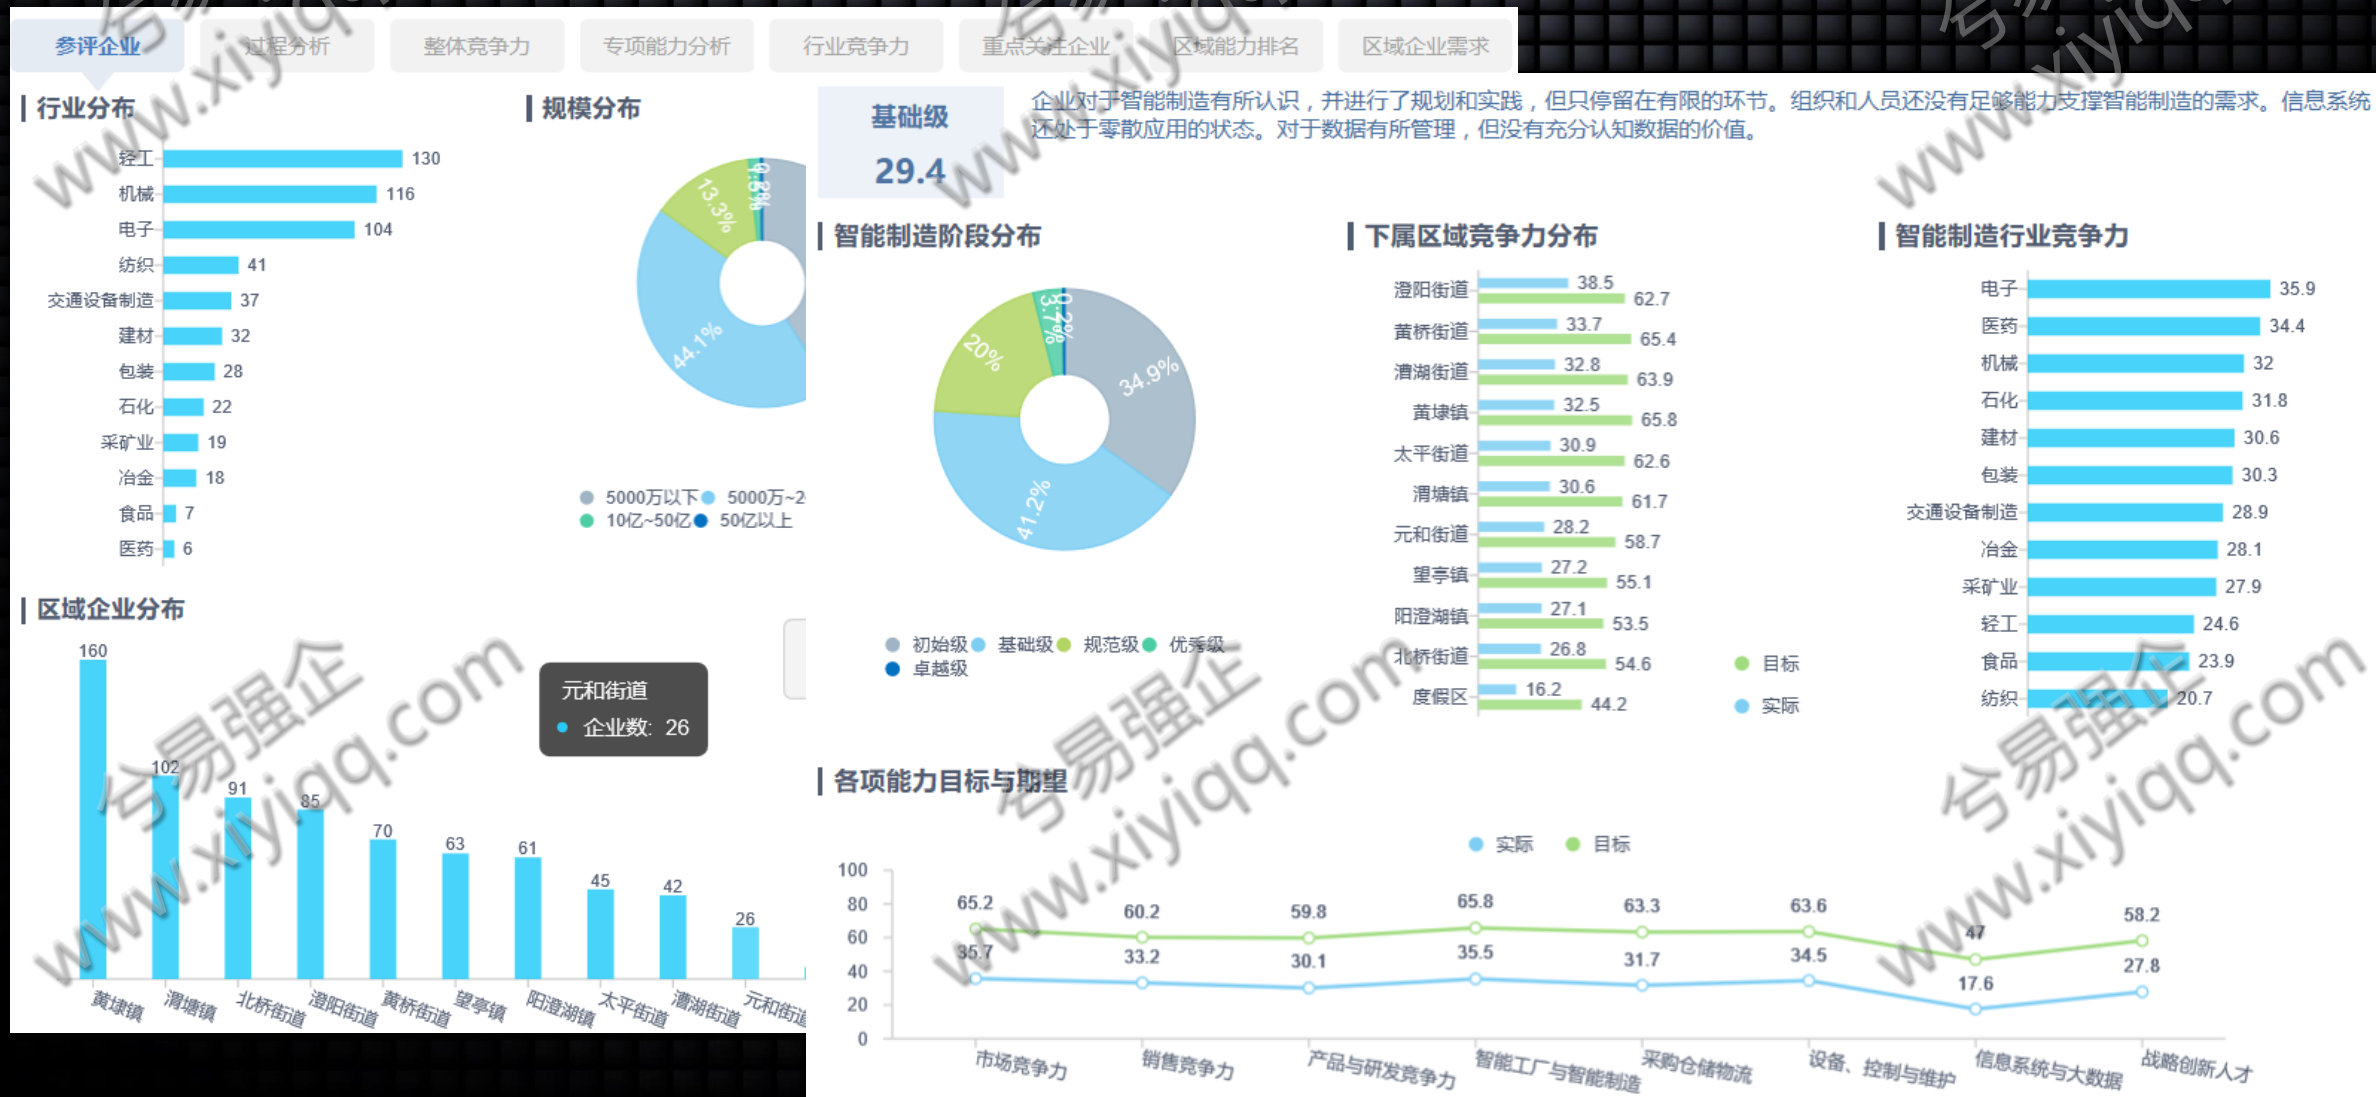 参评企业
过程分析
整体竞争力
专项能力分析
行业竞争力
重点关注企业
区域能力排名
区域企业需求
行业分布
轻工 130
机械 116
电子 104
纺织 41
交通设备制造 37
建材 32
包装 28
石化 22
采矿业 19
冶金 18
食品 7
医药 6
规模分布
13.3%
44.1%
5000万以下
5000万~2
10亿~50亿
50亿以上
区域企业分布
160
102
91
85
70
63
61
45
42
26
黄埭镇
渭塘镇
北桥街道
澄阳街道
黄桥街道
望亭镇
阳澄湖镇
太平街道
漕湖街道
元和街道
元和街道
企业数: 26
基础级
29.4
企业对于智能制造有所认识，并进行了规划和实践，但只停留在有限的环节。组织和人员还没有足够能力支撑智能制造的需求。信息系统
还处于零散应用的状态。对于数据有所管理，但没有充分认知数据的价值。
智能制造阶段分布
34.9%
41.2%
20%
3.7%
0.2%
初始级
基础级
规范级
优秀级
卓越级
下属区域竞争力分布
澄阳街道 38.5 62.7
黄桥街道 33.7 65.4
漕湖街道 32.8 63.9
黄埭镇 32.5 65.8
太平街道 30.9 62.6
渭塘镇 30.6 61.7
元和街道 28.2 58.7
望亭镇 27.2 55.1
阳澄湖镇 27.1 53.5
北桥街道 26.8 54.6
度假区 16.2 44.2
目标
实际
智能制造行业竞争力
电子 35.9
医药 34.4
机械 32
石化 31.8
建材 30.6
包装 30.3
交通设备制造 28.9
冶金 28.1
采矿业 27.9
轻工 24.6
食品 23.9
纺织 20.7
各项能力目标与期望
实际
目标
100
80
60
40
20
0
65.2
60.2
59.8
65.8
63.3
63.6
47
58.2
35.7
33.2
30.1
35.5
31.7
34.5
17.6
27.8
市场竞争力
销售竞争力
产品与研发竞争力
智能工厂与智能制造
采购仓储物流
设备、控制与维护
信息系统与大数据
战略创新人才
兮易强企
www.xiyiqq.com
兮易强企
www.xiyiqq.com
兮易强企
www.xiyiqq.com